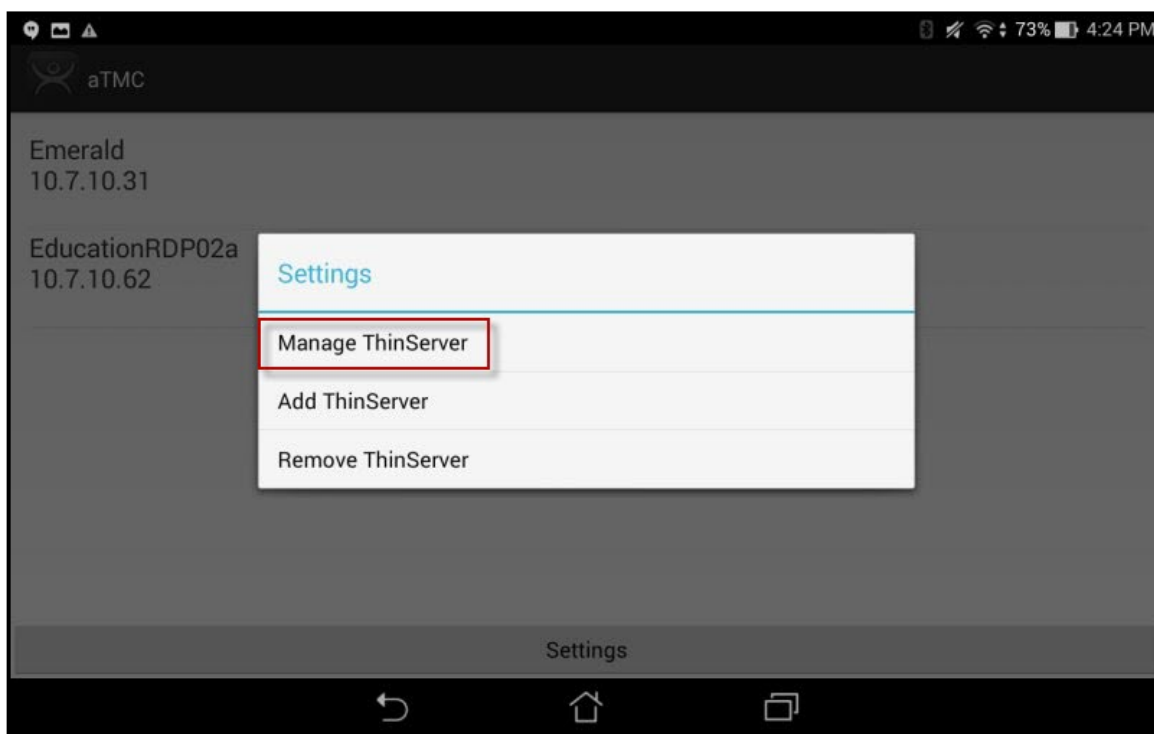 73% 4:24 PM
aTMC
Emerald
10.7.10.31
EducationRDP02a
10.7.10.62
Settings
Manage ThinServer
Add ThinServer
Remove ThinServer
Settings